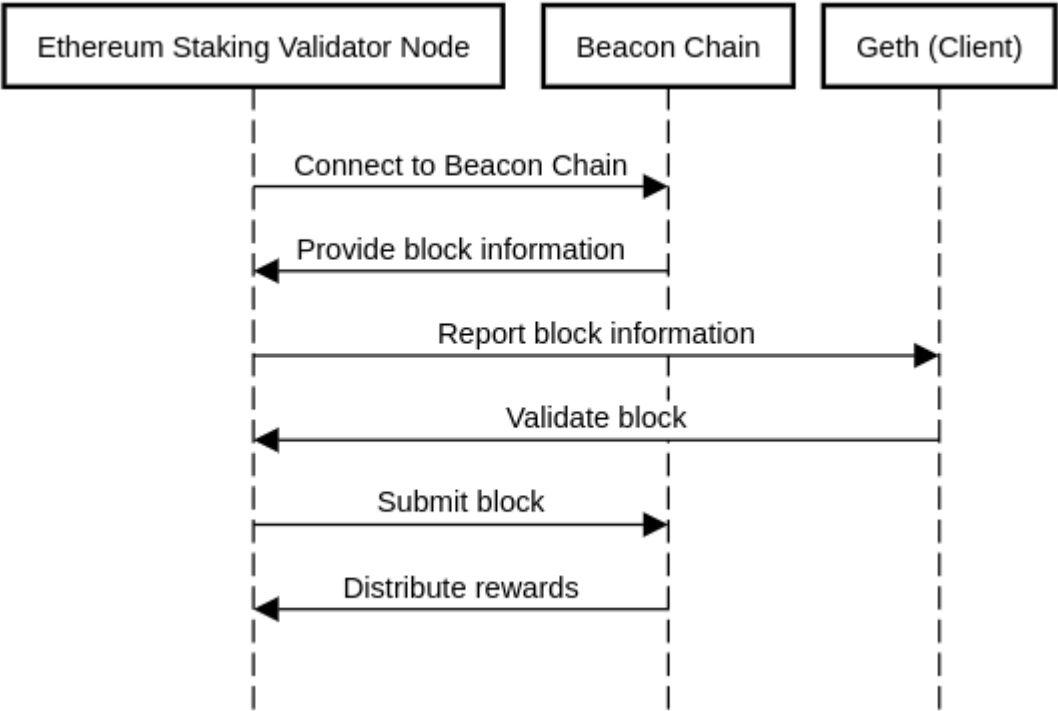 Ethereum Staking Validator Node
Beacon Chain
Geth (Client)
Connect to Beacon Chain
Provide block information
Report block information
Validate block
Submit block
Distribute rewards